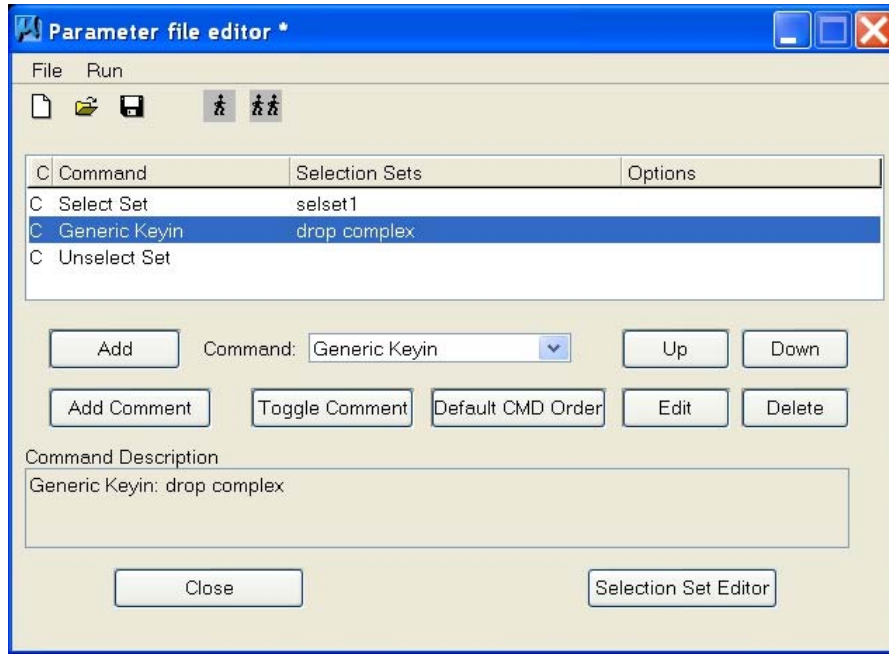 Parameter file editor *
File Run
C Command Selection Sets Options
C Select Set selset1
C Generic Keyin drop complex
C Unselect Set
Add Command: Generic Keyin Up Down
Add Comment Toggle Comment Default CMD Order Edit Delete
Command Description
Generic Keyin: drop complex
Close Selection Set Editor